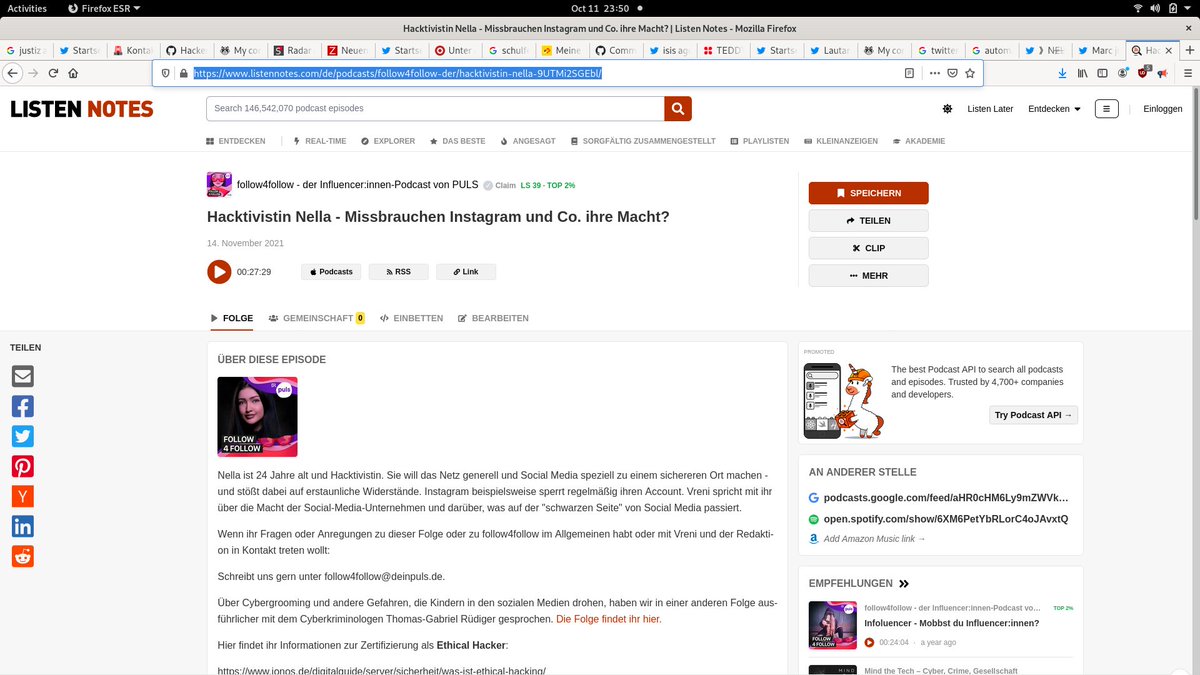 Activities
Firefox ESR
Oct 11 23:50
Hacktivistin Nella - Missbrauchen Instagram und Co. ihre Macht? | Listen Notes - Mozilla Firefox
justiz a
Starts
Konta
Hacke
My co
Radar
Neue
Starts
Unter
schulf
Meine
Comm
isis ag
TEDD
Starts
Lautar
My co
twitte
autom
Marc j
Hac
https://www.listennotes.com/de/podcasts/follow4follow-der/hacktivistin-nella-9UTMi2SGEbl/
LISTEN NOTES
Search 146,542,070 podcast episodes
Listen Later
Entdecken
Einloggen
ENTDECKEN
REAL-TIME
EXPLORER
DAS BESTE
ANGESAGT
SORGFÄLTIG ZUSAMMENGESTELLT
PLAYLISTEN
KLEINANZEIGEN
AKADEMIE
follow4follow - der Influencer:innen-Podcast von PULS Claim LS 39 · TOP 2%
Hacktivistin Nella - Missbrauchen Instagram und Co. ihre Macht?
14. November 2021
00:27:29
Podcasts
RSS
Link
SPEICHERN
TEILEN
CLIP
MEHR
FOLGE
GEMEINSCHAFT 0
EINBETTEN
BEARBEITEN
TEILEN
ÜBER DIESE EPISODE
puls
FOLLOW
4 FOLLOW
Nella ist 24 Jahre alt und Hacktivistin. Sie will das Netz generell und Social Media speziell zu einem sichereren Ort machen -
und stößt dabei auf erstaunliche Widerstände. Instagram beispielsweise sperrt regelmäßig ihren Account. Vreni spricht mit ihr
über die Macht der Social-Media-Unternehmen und darüber, was auf der "schwarzen Seite" von Social Media passiert.
Wenn ihr Fragen oder Anregungen zu dieser Folge oder zu follow4follow im Allgemeinen habt oder mit Vreni und der Redakti-
on in Kontakt treten wollt:
Schreibt uns gern unter follow4follow@deinpuls.de.
Über Cybergrooming und andere Gefahren, die Kindern in den sozialen Medien drohen, haben wir in einer anderen Folge aus-
führlicher mit dem Cyberkriminologen Thomas-Gabriel Rüdiger gesprochen. Die Folge findet ihr hier.
Hier findet ihr Informationen zur Zertifizierung als Ethical Hacker:
https://www.ionos.de/digitalguide/server/sicherheit/was-ist-ethical-hacking/
PROMOTED
The best Podcast API to search all podcasts
and episodes. Trusted by 4,700+ companies
and developers.
Try Podcast API →
AN ANDERER STELLE
podcasts.google.com/feed/aHR0cHM6Ly9mZWVk...
open.spotify.com/show/6XM6PetYbRLorC4oJAvxtQ
Add Amazon Music link →
EMPFEHLUNGEN
follow4follow - der Influencer:innen-Podcast vo...
TOP 2%
Infoluencer - Mobbst du Influencer:innen?
00:24:04 · a year ago
Mind the Tech – Cyber, Crime, Gesellschaft